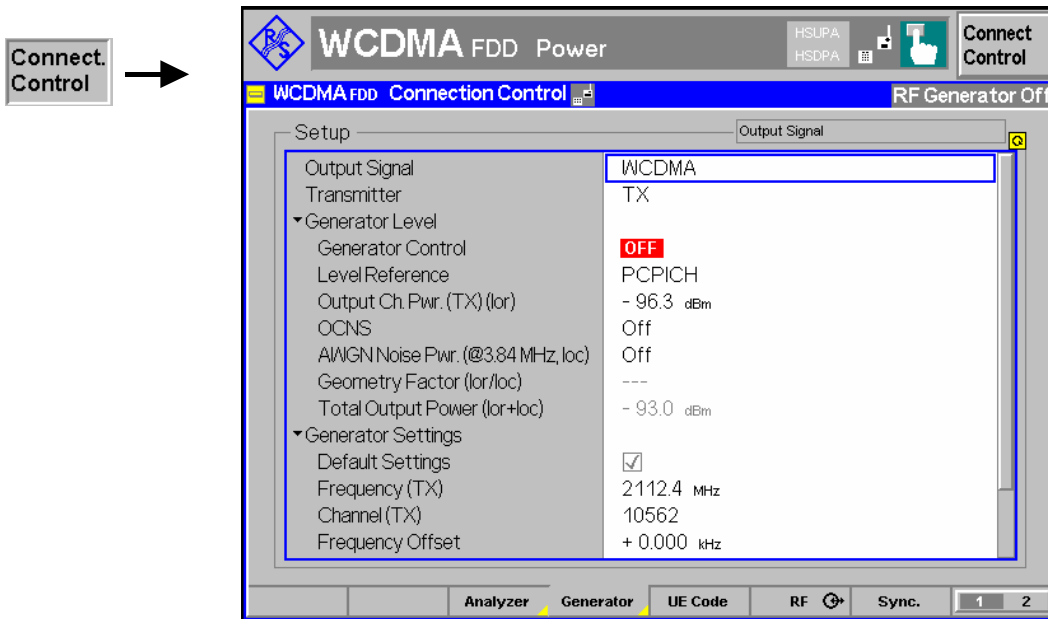 Connect.
Control
R S
WCDMA FDD Power
HSUPA
HSDPA
Connect
Control
WCDMA FDD Connection Control
RF Generator Off
Setup
Output Signal
Output Signal WCDMA
Transmitter TX
Generator Level
Generator Control OFF
Level Reference PCPICH
Output Ch. Pwr. (TX) (Ior) - 96.3 dBm
OCNS Off
AWGN Noise Pwr. (@3.84 MHz, Ioc) Off
Geometry Factor (Ior/Ioc) ---
Total Output Power (Ior+Ioc) - 93.0 dBm
Generator Settings
Default Settings
Frequency (TX) 2112.4 MHz
Channel (TX) 10562
Frequency Offset + 0.000 kHz
Analyzer Generator UE Code RF Sync. 1 2